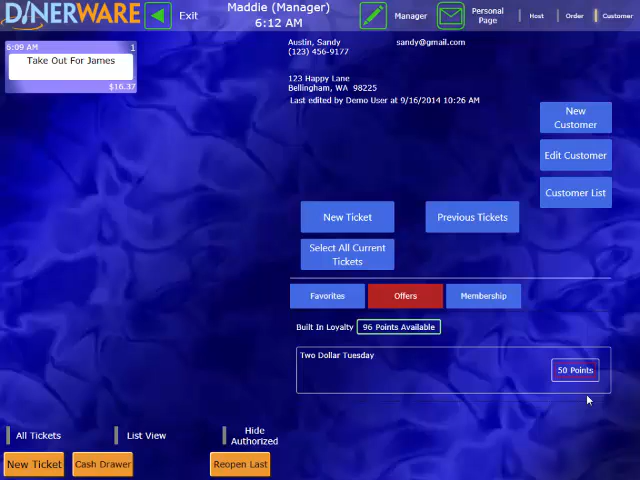 DINERWARE
Exit
Maddie (Manager)
6:12 AM
Manager
Personal
Page
Host
Order
Customer
6:09 AM 1
Take Out For James
$16.37
Austin, Sandy sandy@gmail.com
(123) 456-9177
123 Happy Lane
Bellingham, WA 98225
Last edited by Demo User at 9/16/2014 10:26 AM
New
Customer
Edit Customer
Customer List
New Ticket
Previous Tickets
Select All Current
Tickets
Favorites
Offers
Membership
Built In Loyalty 96 Points Available
Two Dollar Tuesday
50 Points
All Tickets
List View
Hide
Authorized
New Ticket
Cash Drawer
Reopen Last